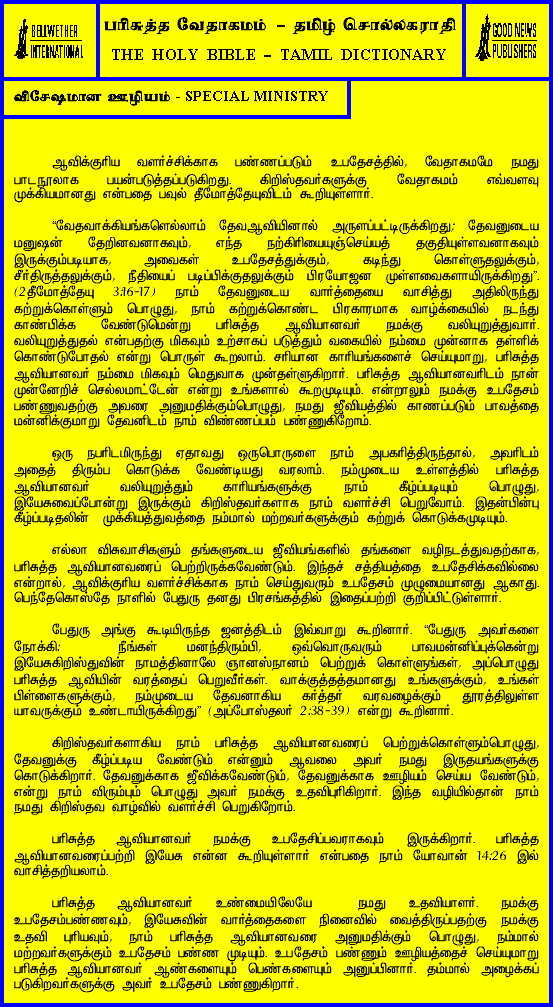 BELLWETHER
INTERNATIONAL
பரிசுத்த வேதாகமம் – தமிழ் சொல்லகராதி
THE HOLY BIBLE – TAMIL DICTIONARY
GOOD NEWS
PUBLISHERS
விசேஷமான ஊழியம் - SPECIAL MINISTRY
ஆவிக்குரிய வளர்ச்சிக்காக பண்ணப்படும் உபதேசத்தில், வேதாகமமே நமது
பாடநூலாக பயன்படுத்தப்படுகிறது. கிறிஸ்தவர்களுக்கு வேதாகமம் எவ்வளவு
முக்கியமானது என்பதை பவுல் தீமோத்தேயுவிடம் கூறியுள்ளார்.
“வேதவாக்கியங்களெல்லாம் தேவஆவியினால் அருளப்பட்டிருக்கிறது; தேவனுடைய
மனுஷன் தேறினவனாகவும், எந்த நற்கிரியையுஞ்செய்யத் தகுதியுள்ளவனாகவும்
இருக்கும்படியாக, அவைகள் உபதேசத்துக்கும், கடிந்து கொள்ளுதலுக்கும்,
சீர்திருத்தலுக்கும், நீதியைப் படிப்பிக்குதலுக்கும் பிரயோஜன முள்ளவைகளாயிருக்கிறது”.
(2தீமோத்தேயு 3:16-17) நாம் தேவனுடைய வார்த்தையை வாசித்து அதிலிருந்து
கற்றுக்கொள்ளும் பொழுது, நாம் கற்றுக்கொண்ட பிரகாரமாக வாழ்க்கையில் நடந்து
காண்பிக்க வேண்டுமென்று பரிசுத்த ஆவியானவர் நமக்கு வலியுறுத்துவார்.
வலியுறுத்துதல் என்பதற்கு மிகவும் உற்சாகப் படுத்தும் வகையில் நம்மை முன்னாக தள்ளிக்
கொண்டுபோதல் என்று பொருள் கூறலாம். சரியான காரியங்களைச் செய்யுமாறு, பரிசுத்த
ஆவியானவர் நம்மை மிகவும் மெதுவாக முன்தள்ளுகிறார். பரிசுத்த ஆவியானவரிடம் நான்
முன்னேறிச் செல்லமாட்டேன் என்று உங்களால் கூறமுடியும். என்றாலும் நமக்கு உபதேசம்
பண்ணுவதற்கு அவரை அனுமதிக்கும்பொழுது, நமது ஜீவியத்தில் காணப்படும் பாவத்தை
மன்னிக்குமாறு தேவனிடம் நாம் விண்ணப்பம் பண்ணுகிறோம்.
ஒரு நபரிடமிருந்து ஏதாவது ஒருபொருளை நாம் அபகரித்திருந்தால், அவரிடம்
அதைத் திரும்ப கொடுக்க வேண்டியது வரலாம். நம்முடைய உள்ளத்தில் பரிசுத்த
ஆவியானவர் வலியுறுத்தும் காரியங்களுக்கு நாம் கீழ்ப்படியும் பொழுது,
இயேசுவைப்போன்று இருக்கும் கிறிஸ்தவர்களாக நாம் வளர்ச்சி பெறுவோம். இதன்பின்பு
கீழ்ப்படிதலின் முக்கியத்துவத்தை நம்மால் மற்றவர்களுக்கும் கற்றுக் கொடுக்கமுடியும்.
எல்லா விசுவாசிகளும் தங்களுடைய ஜீவியங்களில் தங்களை வழிநடத்துவதற்காக,
பரிசுத்த ஆவியானவரைப் பெற்றிருக்கவேண்டும். இந்தச் சத்தியத்தை உபதேசிக்கவில்லை
என்றால், ஆவிக்குரிய வளர்ச்சிக்காக நாம் செய்துவரும் உபதேசம் முழுமையானது ஆகாது.
பெந்தேகொஸ்தே நாளில் பேதுரு தனது பிரசங்கத்தில் இதைப்பற்றி குறிப்பிட்டுள்ளார்.
பேதுரு அங்கு கூடியிருந்த ஜனத்திடம் இவ்வாறு கூறினார். “பேதுரு அவர்களை
நோக்கி: நீங்கள் மனந்திரும்பி, ஒவ்வொருவரும் பாவமன்னிப்புக்கென்று
இயேசுகிறிஸ்துவின் நாமத்தினாலே ஞானஸ்நானம் பெற்றுக் கொள்ளுங்கள், அப்பொழுது
பரிசுத்த ஆவியின் வரத்தைப் பெறுவீர்கள். வாக்குத்தத்தமானது உங்களுக்கும், உங்கள்
பிள்ளைகளுக்கும், நம்முடைய தேவனாகிய கர்த்தர் வரவழைக்கும் தூரத்திலுள்ள
யாவருக்கும் உண்டாயிருக்கிறது” (அப்போஸ்தலர் 2:38-39) என்று கூறினார்.
கிறிஸ்தவர்களாகிய நாம் பரிசுத்த ஆவியானவரைப் பெற்றுக்கொள்ளும்பொழுது,
தேவனுக்கு கீழ்ப்படிய வேண்டும் என்னும் ஆவலை அவர் நமது இருதயங்களுக்கு
கொடுக்கிறார். தேவனுக்காக ஜீவிக்கவேண்டும், தேவனுக்காக ஊழியம் செய்ய வேண்டும்,
என்று நாம் விரும்பும் பொழுது அவர் நமக்கு உதவிபுரிகிறார். இந்த வழியில்தான் நாம்
நமது கிறிஸ்தவ வாழ்வில் வளர்ச்சி பெறுகிறோம்.
பரிசுத்த ஆவியானவர் நமக்கு உபதேசிப்பவராகவும் இருக்கிறார். பரிசுத்த
ஆவியானவரைப்பற்றி இயேசு என்ன கூறியுள்ளார் என்பதை நாம் யோவான் 14:26 இல்
வாசித்தறியலாம்.
பரிசுத்த ஆவியானவர் உண்மையிலேயே நமது உதவியாளர். நமக்கு
உபதேசம்பண்ணவும், இயேசுவின் வார்த்தைகளை நினைவில் வைத்திருப்பதற்கு நமக்கு
உதவி புரியவும், நாம் பரிசுத்த ஆவியானவரை அனுமதிக்கும் பொழுது, நம்மால்
மற்றவர்களுக்கும் உபதேசம் பண்ண முடியும். உபதேசம் பண்ணும் ஊழியத்தைச் செய்யுமாறு
பரிசுத்த ஆவியானவர் ஆண்களையும் பெண்களையும் அனுப்பினார். தம்மால் அழைக்கப்
படுகிறவர்களுக்கு அவர் உபதேசம் பண்ணுகிறார்.